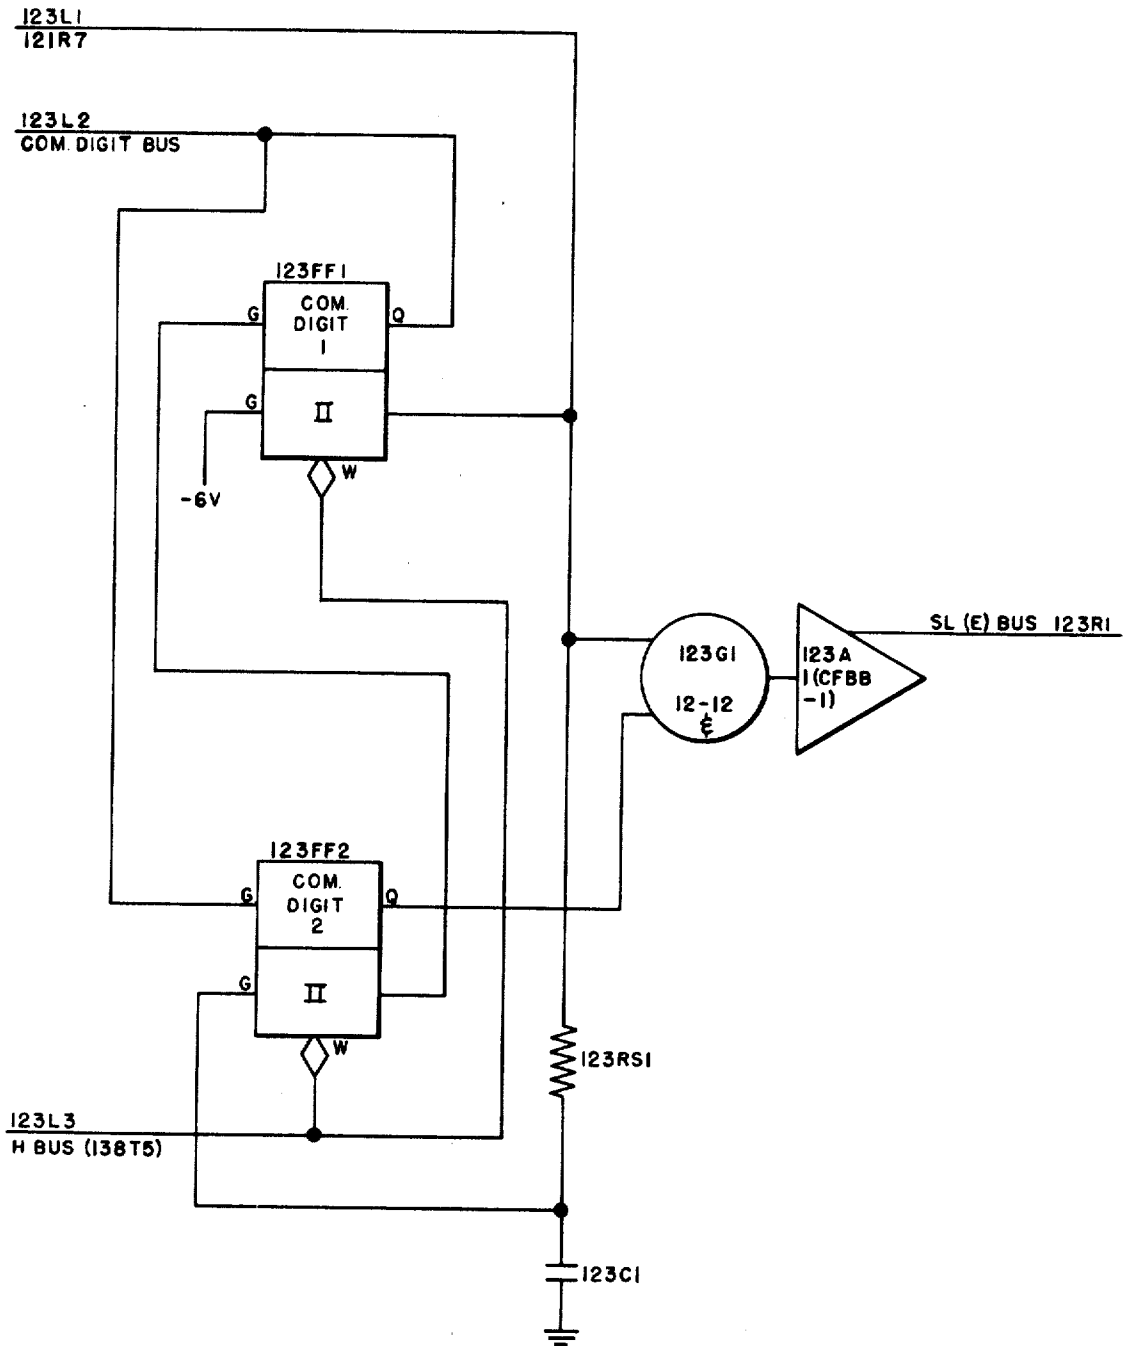 123L1
121R7
123L2
COM. DIGIT BUS
123FF1
G
COM.
DIGIT
1
Q
G
II
W
-6V
SL (E) BUS 123R1
123G1
12-12
&
123A
1(CFBB
-1)
123FF2
G
COM.
DIGIT
2
Q
G
II
W
123RS1
123L3
H BUS (138T5)
123C1